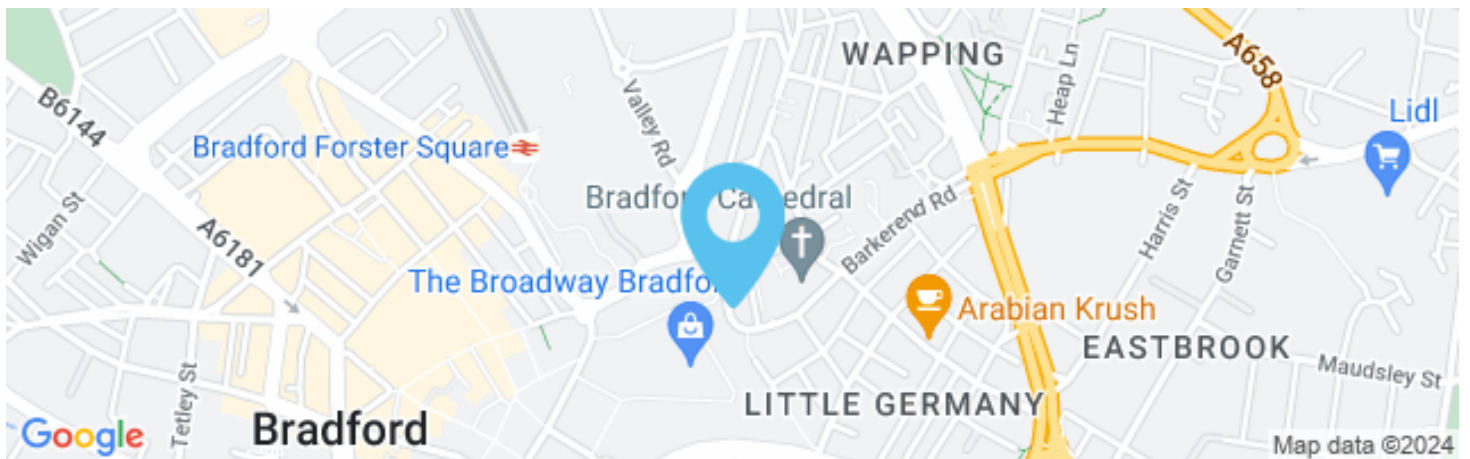 WAPPING
A658
Heap Ln
Lidl
B6144
Valley Rd
Bradford Forster Square
Bradford Cathedral
Barkerend Rd
Harris St
Garnett St
Wigan St
A6181
The Broadway Bradford
Arabian Krush
EASTBROOK
Maudsley St
Tetley St
LITTLE GERMANY
Bradford
Google
Map data ©2024